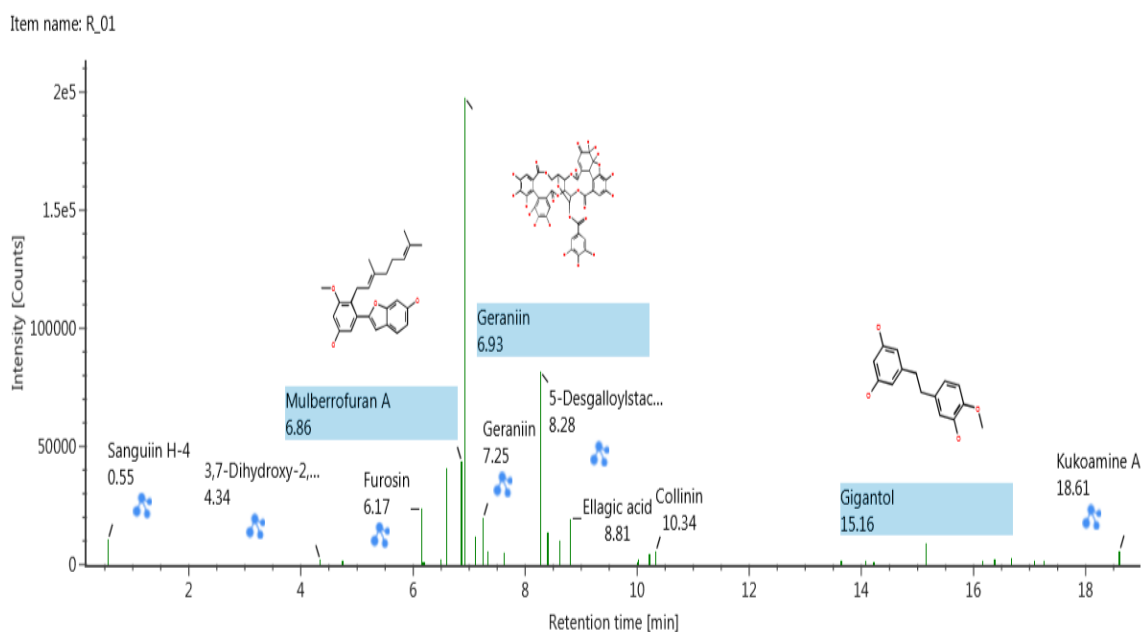 Item name: R_01
Intensity [Counts]
2e5
1.5e5
100000
50000
0
Sanguiin H-4
0.55
3,7-Dihydroxy-2,...
4.34
Furosin
6.17
Mulberrofuran A
6.86
Geraniin
6.93
Geraniin
7.25
5-Desgalloylstac...
8.28
Ellagic acid
8.81
Collinin
10.34
Gigantol
15.16
Kukoamine A
18.61
2
4
6
8
10
12
14
16
18
Retention time [min]